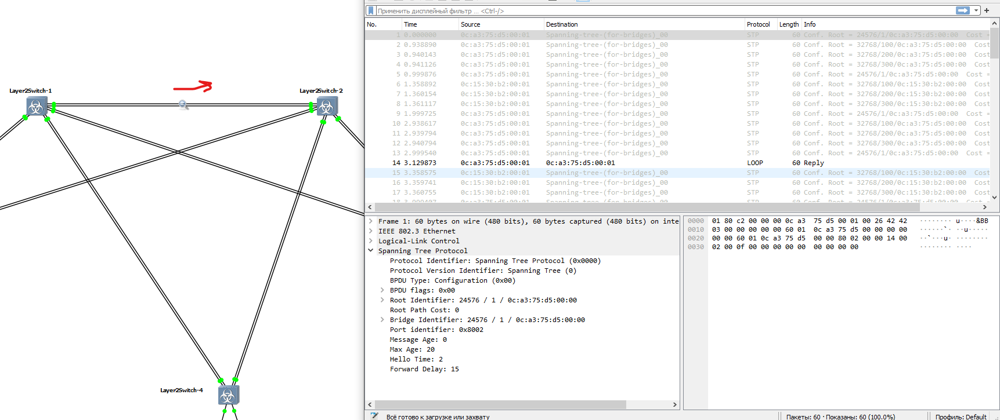 Layer2Switch-1
Layer2Switch-2
Layer2Switch-4
Применить дисплейный фильтр ... <Ctrl-/>
No. Time Source Destination Protocol Length Info
1 0.000000 0c:a3:75:d5:00:01 Spanning-tree-(for-bridges)_00 STP 60 Conf. Root = 24576/1/0c:a3:75:d5:00:00 Cost =
2 0.938890 0c:a3:75:d5:00:01 Spanning-tree-(for-bridges)_00 STP 60 Conf. Root = 32768/100/0c:a3:75:d5:00:00 Cost
3 0.940143 0c:a3:75:d5:00:01 Spanning-tree-(for-bridges)_00 STP 60 Conf. Root = 32768/200/0c:a3:75:d5:00:00 Cost
4 0.941126 0c:a3:75:d5:00:01 Spanning-tree-(for-bridges)_00 STP 60 Conf. Root = 32768/300/0c:a3:75:d5:00:00 Cost
5 0.999876 0c:a3:75:d5:00:01 Spanning-tree-(for-bridges)_00 STP 60 Conf. Root = 24576/1/0c:a3:75:d5:00:00 Cost =
6 1.358892 0c:15:30:b2:00:01 Spanning-tree-(for-bridges)_00 STP 60 Conf. Root = 32768/100/0c:15:30:b2:00:00 Cost
7 1.360154 0c:15:30:b2:00:01 Spanning-tree-(for-bridges)_00 STP 60 Conf. Root = 32768/200/0c:15:30:b2:00:00 Cost
8 1.361117 0c:15:30:b2:00:01 Spanning-tree-(for-bridges)_00 STP 60 Conf. Root = 32768/300/0c:15:30:b2:00:00 Cost
9 1.999725 0c:a3:75:d5:00:01 Spanning-tree-(for-bridges)_00 STP 60 Conf. Root = 24576/1/0c:a3:75:d5:00:00 Cost =
10 2.938617 0c:a3:75:d5:00:01 Spanning-tree-(for-bridges)_00 STP 60 Conf. Root = 32768/100/0c:a3:75:d5:00:00 Cost
11 2.939794 0c:a3:75:d5:00:01 Spanning-tree-(for-bridges)_00 STP 60 Conf. Root = 32768/200/0c:a3:75:d5:00:00 Cost
12 2.940794 0c:a3:75:d5:00:01 Spanning-tree-(for-bridges)_00 STP 60 Conf. Root = 32768/300/0c:a3:75:d5:00:00 Cost
13 2.999540 0c:a3:75:d5:00:01 Spanning-tree-(for-bridges)_00 STP 60 Conf. Root = 24576/1/0c:a3:75:d5:00:00 Cost =
14 3.129873 0c:a3:75:d5:00:01 0c:a3:75:d5:00:01 LOOP 60 Reply
15 3.358575 0c:15:30:b2:00:01 Spanning-tree-(for-bridges)_00 STP 60 Conf. Root = 32768/100/0c:15:30:b2:00:00 Cost
16 3.359741 0c:15:30:b2:00:01 Spanning-tree-(for-bridges)_00 STP 60 Conf. Root = 32768/200/0c:15:30:b2:00:00 Cost
17 3.360755 0c:15:30:b2:00:01 Spanning-tree-(for-bridges)_00 STP 60 Conf. Root = 32768/300/0c:15:30:b2:00:00 Cost
Frame 1: 60 bytes on wire (480 bits), 60 bytes captured (480 bits) on inte
IEEE 802.3 Ethernet
Logical-Link Control
Spanning Tree Protocol
Protocol Identifier: Spanning Tree Protocol (0x0000)
Protocol Version Identifier: Spanning Tree (0)
BPDU Type: Configuration (0x00)
BPDU flags: 0x00
Root Identifier: 24576 / 1 / 0c:a3:75:d5:00:00
Root Path Cost: 0
Bridge Identifier: 24576 / 1 / 0c:a3:75:d5:00:00
Port identifier: 0x8002
Message Age: 0
Max Age: 20
Hello Time: 2
Forward Delay: 15
0000 01 80 c2 00 00 00 0c a3 75 d5 00 01 00 26 42 42 ········ u····&BB
0010 03 00 00 00 00 00 60 01 0c a3 75 d5 00 00 00 00 ······`· ··u·····
0020 00 00 60 01 0c a3 75 d5 00 00 80 02 00 00 14 00 ··`···u· ········
0030 02 00 0f 00 00 00 00 00 00 00 00 00 ········ ····
Всё готово к загрузке или захвату
Пакеты: 60 · Показаны: 60 (100.0%)
Профиль: Default